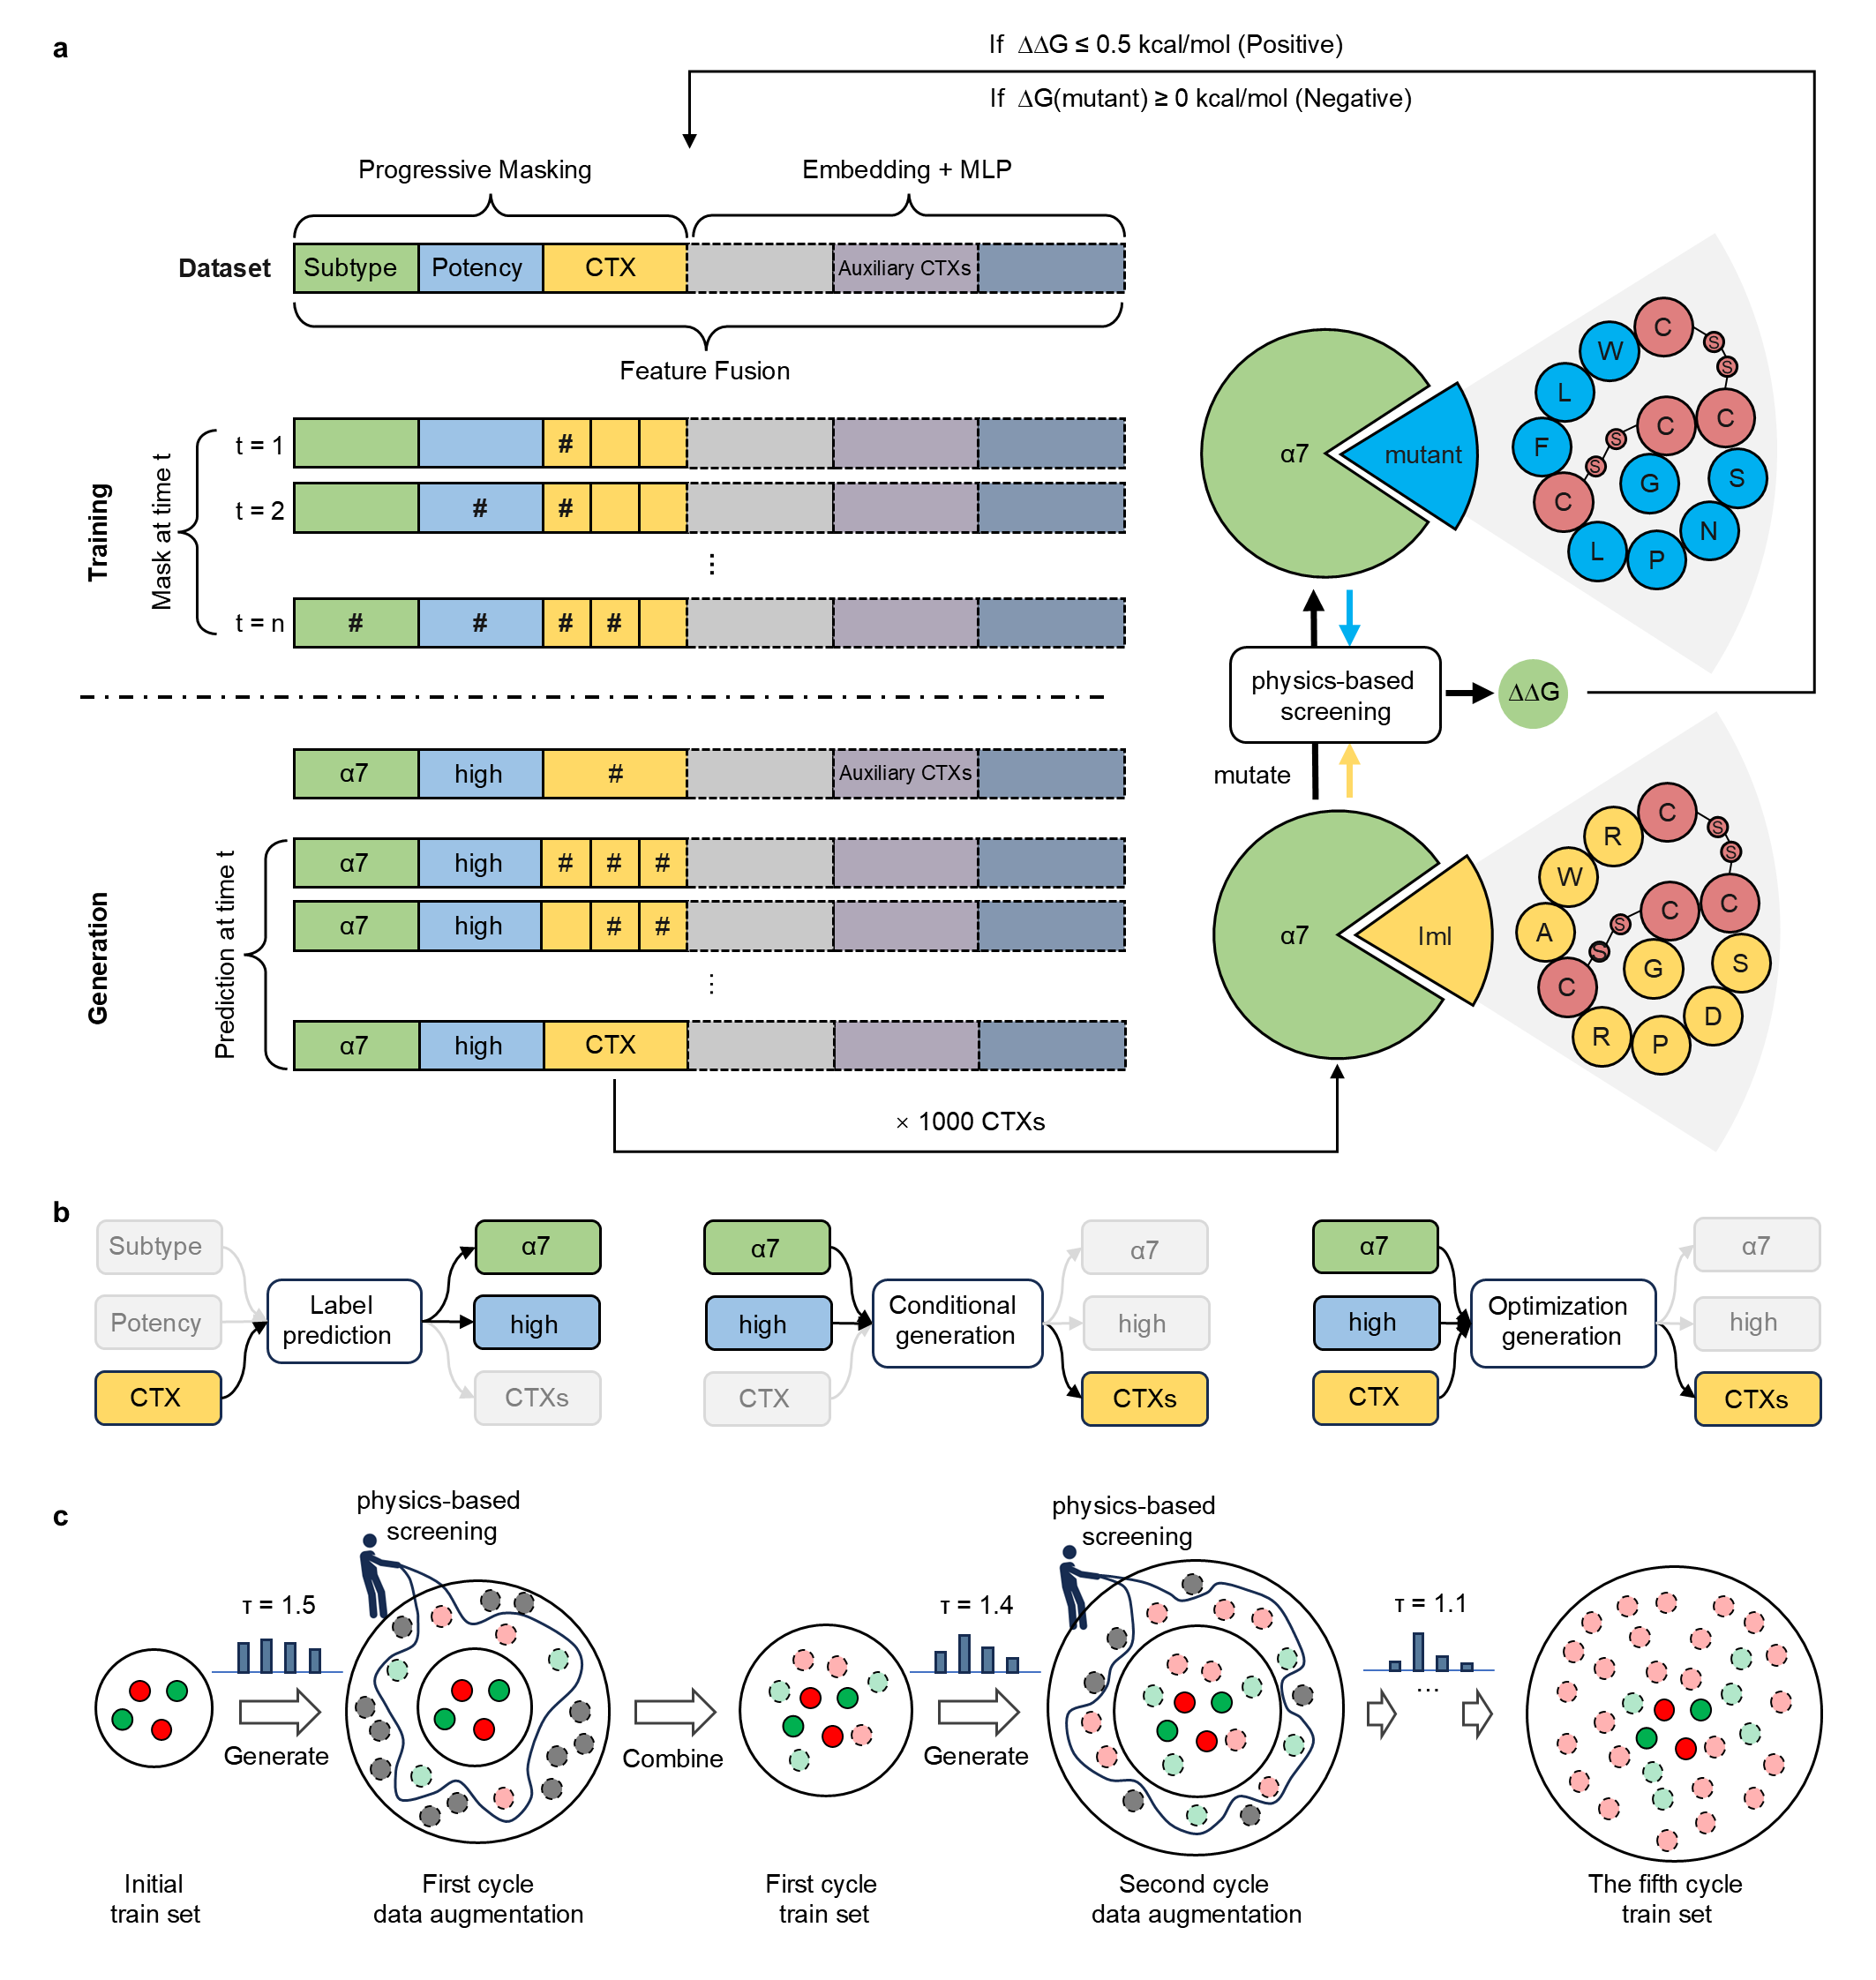 a
If ΔΔG ≤ 0.5 kcal/mol (Positive)
If ΔG(mutant) ≥ 0 kcal/mol (Negative)
Progressive Masking
Embedding + MLP
Dataset
Subtype
Potency
CTX
Auxiliary CTXs
Feature Fusion
Training
Mask at time t
t = 1
#
t = 2
#
#
⋮
t = n
#
#
#
#
α7
mutant
C
S
S
C
W
L
F
C
S
S
C
G
S
N
P
L
physics-based
screening
ΔΔG
mutate
Generation
Prediction at time t
α7
high
#
Auxiliary CTXs
α7
high
#
#
#
α7
high
#
#
⋮
α7
high
CTX
× 1000 CTXs
α7
ImI
C
S
S
C
R
W
A
C
S
S
C
G
S
D
P
R
b
Subtype
Potency
CTX
Label
prediction
α7
high
CTXs
α7
high
CTX
Conditional
generation
α7
high
CTXs
α7
high
CTX
Optimization
generation
α7
high
CTXs
c
physics-based
screening
physics-based
screening
τ = 1.5
τ = 1.4
τ = 1.1
...
Generate
Combine
Generate
Initial
train set
First cycle
data augmentation
First cycle
train set
Second cycle
data augmentation
The fifth cycle
train set